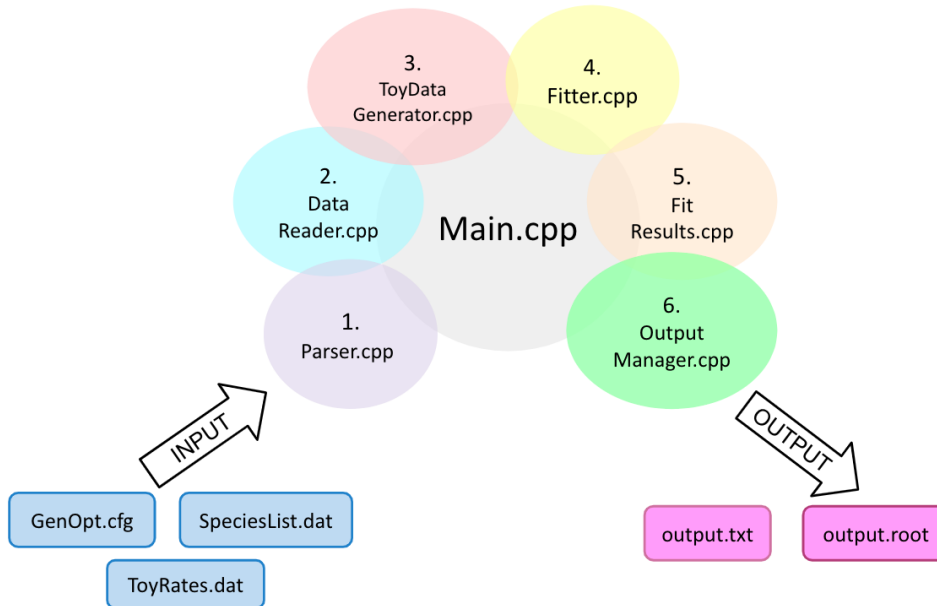 3.
ToyData
Generator.cpp
4.
Fitter.cpp
2.
Data
Reader.cpp
Main.cpp
5.
Fit
Results.cpp
1.
Parser.cpp
6.
Output
Manager.cpp
INPUT
OUTPUT
GenOpt.cfg
SpeciesList.dat
ToyRates.dat
output.txt
output.root